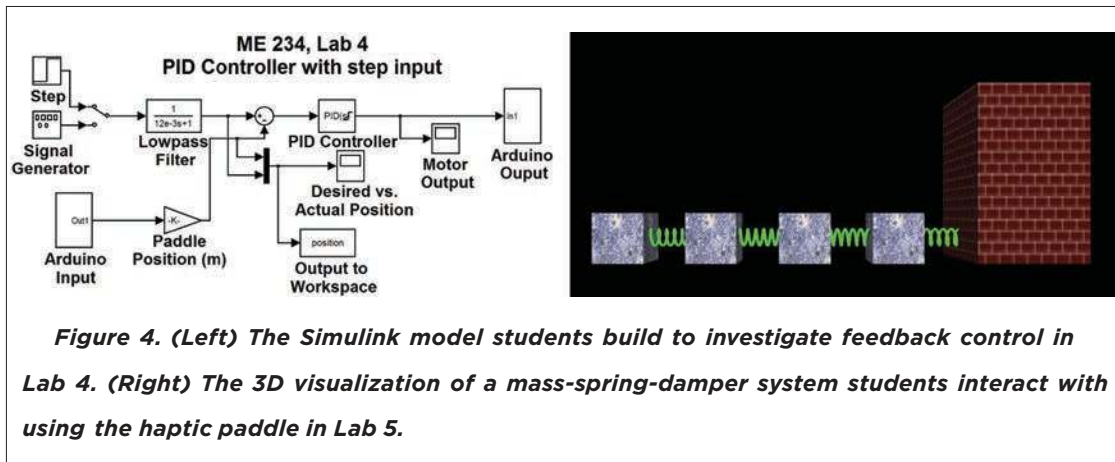 ME 234, Lab 4
PID Controller with step input
Step
Signal
Generator
1
12e-3s+1
Lowpass
Filter
PID(s)
PID Controller
Motor
Output
In1
Arduino
Ouput
Desired vs.
Actual Position
Out1
Arduino
Input
-K-
Paddle
Position (m)
position
Output to
Workspace
Figure 4. (Left) The Simulink model students build to investigate feedback control in
Lab 4. (Right) The 3D visualization of a mass-spring-damper system students interact with
using the haptic paddle in Lab 5.